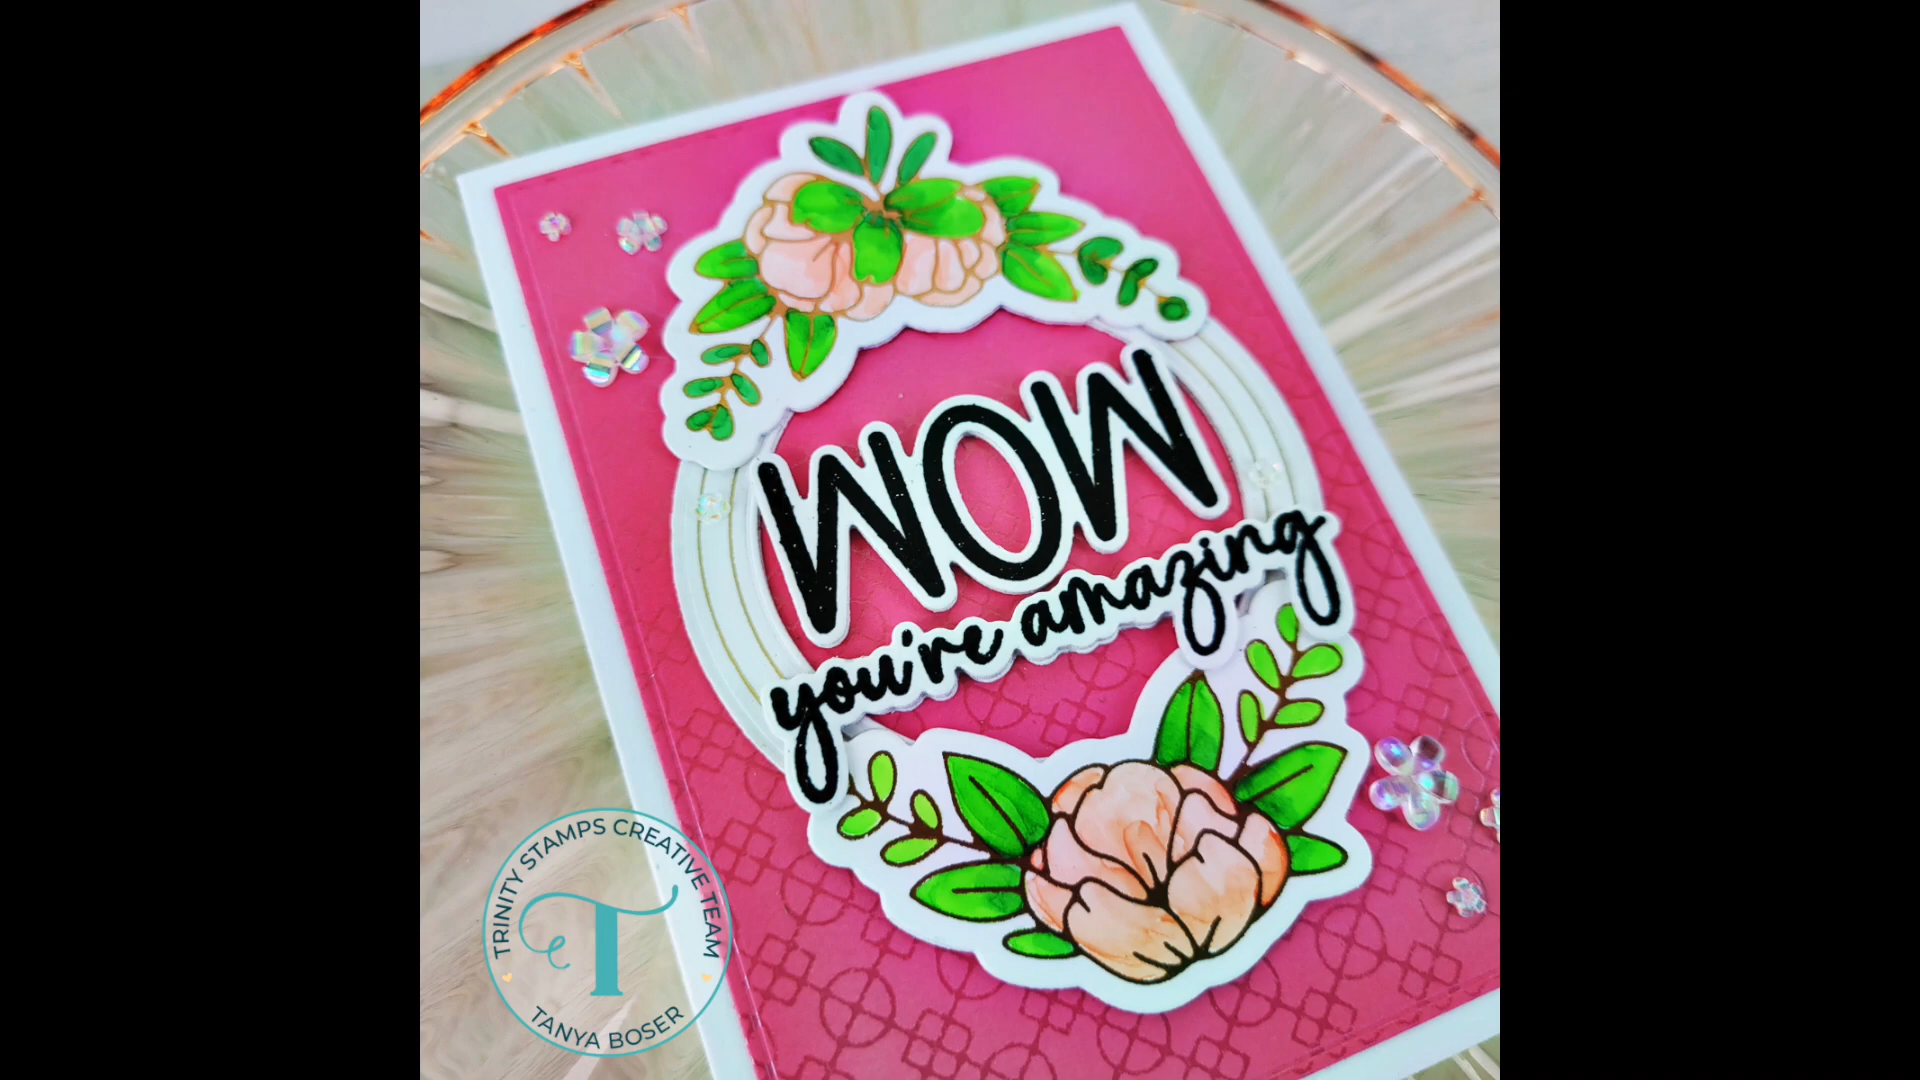 WOW
you're amazing
TRINITY STAMPS CREATIVE TEAM
T
TANYA BOSER